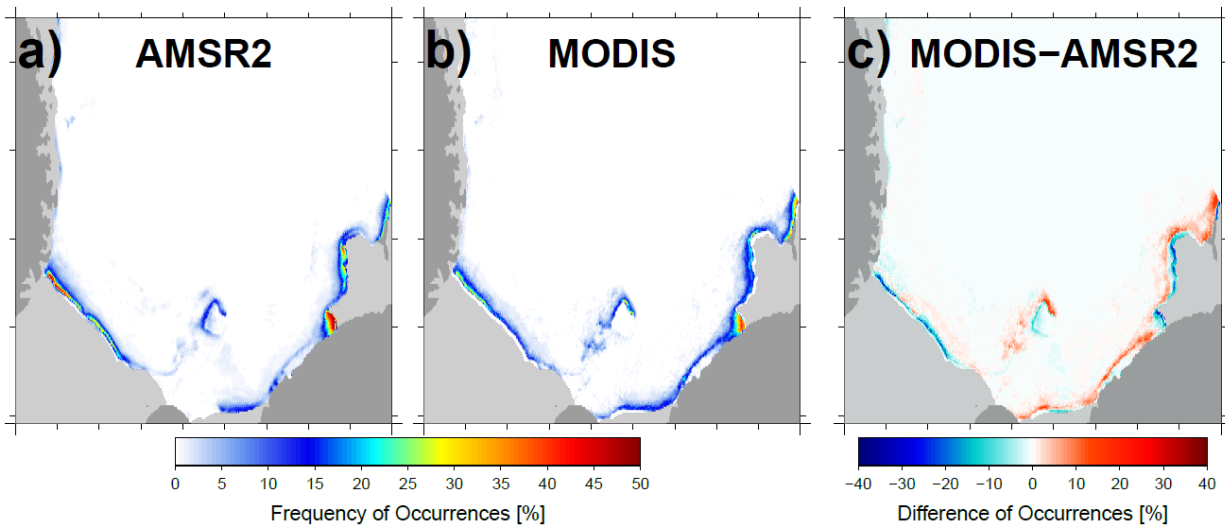 a) AMSR2
b) MODIS
c) MODIS−AMSR2
0 5 10 15 20 25 30 35 40 45 50
Frequency of Occurrences [%]
−40 −30 −20 −10 0 10 20 30 40
Difference of Occurrences [%]